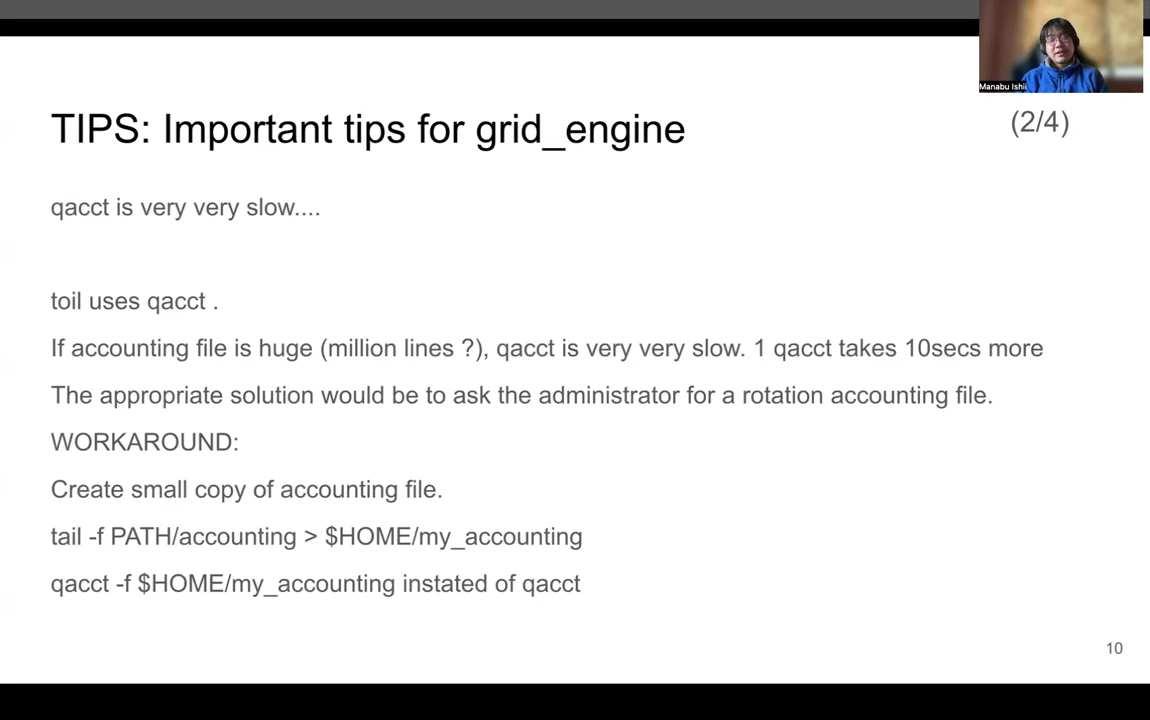 Manabu Ishii
TIPS: Important tips for grid_engine
(2/4)
qacct is very very slow....
toil uses qacct .
If accounting file is huge (million lines ?), qacct is very very slow. 1 qacct takes 10secs more
The appropriate solution would be to ask the administrator for a rotation accounting file.
WORKAROUND:
Create small copy of accounting file.
tail -f PATH/accounting > $HOME/my_accounting
qacct -f $HOME/my_accounting instated of qacct
10